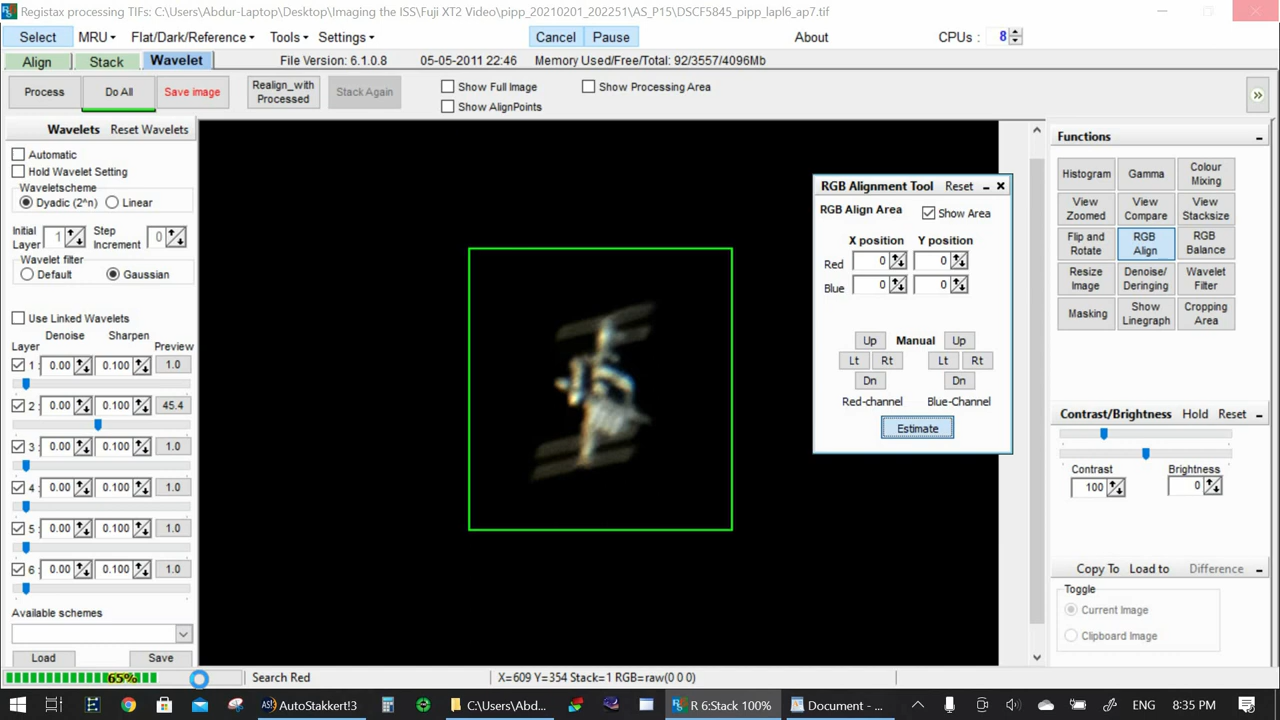 Registax processing TIFs: C:\Users\Abdur-Laptop\Desktop\Imaging the ISS\Fuji XT2 Video\pipp_20210201_202251\AS_P15\DSCF5845_pipp_lapl6_ap7.tif
Select MRU Flat/Dark/Reference Tools Settings Cancel Pause About CPUs: 8
Align Stack Wavelet File Version: 6.1.0.8 05-05-2011 22:46 Memory Used/Free/Total: 92/3557/4096Mb
Process Do All Save image Realign_with Processed Stack Again
Show Full Image Show Processing Area
Show AlignPoints
Wavelets Reset Wavelets
Automatic
Hold Wavelet Setting
Waveletscheme
Dyadic (2^n) Linear
Initial Layer 1 Step Increment 0
Wavelet filter
Default Gaussian
Use Linked Wavelets
Denoise Sharpen
Layer Preview
1 : 0.00 0.100 1.0
2 : 0.00 0.100 45.4
3 : 0.00 0.100 1.0
4 : 0.00 0.100 1.0
5 : 0.00 0.100 1.0
6 : 0.00 0.100 1.0
Available schemes
Load Save
RGB Alignment Tool Reset
RGB Align Area Show Area
X position Y position
Red 0 0
Blue 0 0
Up Manual Up
Lt Rt Lt Rt
Dn Dn
Red-channel Blue-Channel
Estimate
Functions
Histogram Gamma Colour Mixing
View Zoomed View Compare View Stacksize
Flip and Rotate RGB Align RGB Balance
Resize Image Denoise/ Deringing Wavelet Filter
Masking Show Linegraph Cropping Area
Contrast/Brightness Hold Reset
Contrast Brightness
100 0
Copy To Load to Difference
Toggle
Current Image
Clipboard Image
65% Search Red X=609 Y=354 Stack=1 RGB=raw(0 0 0)
AutoStakkert!3 C:\Users\Abd... R 6:Stack 100% Document - ... ENG 8:35 PM